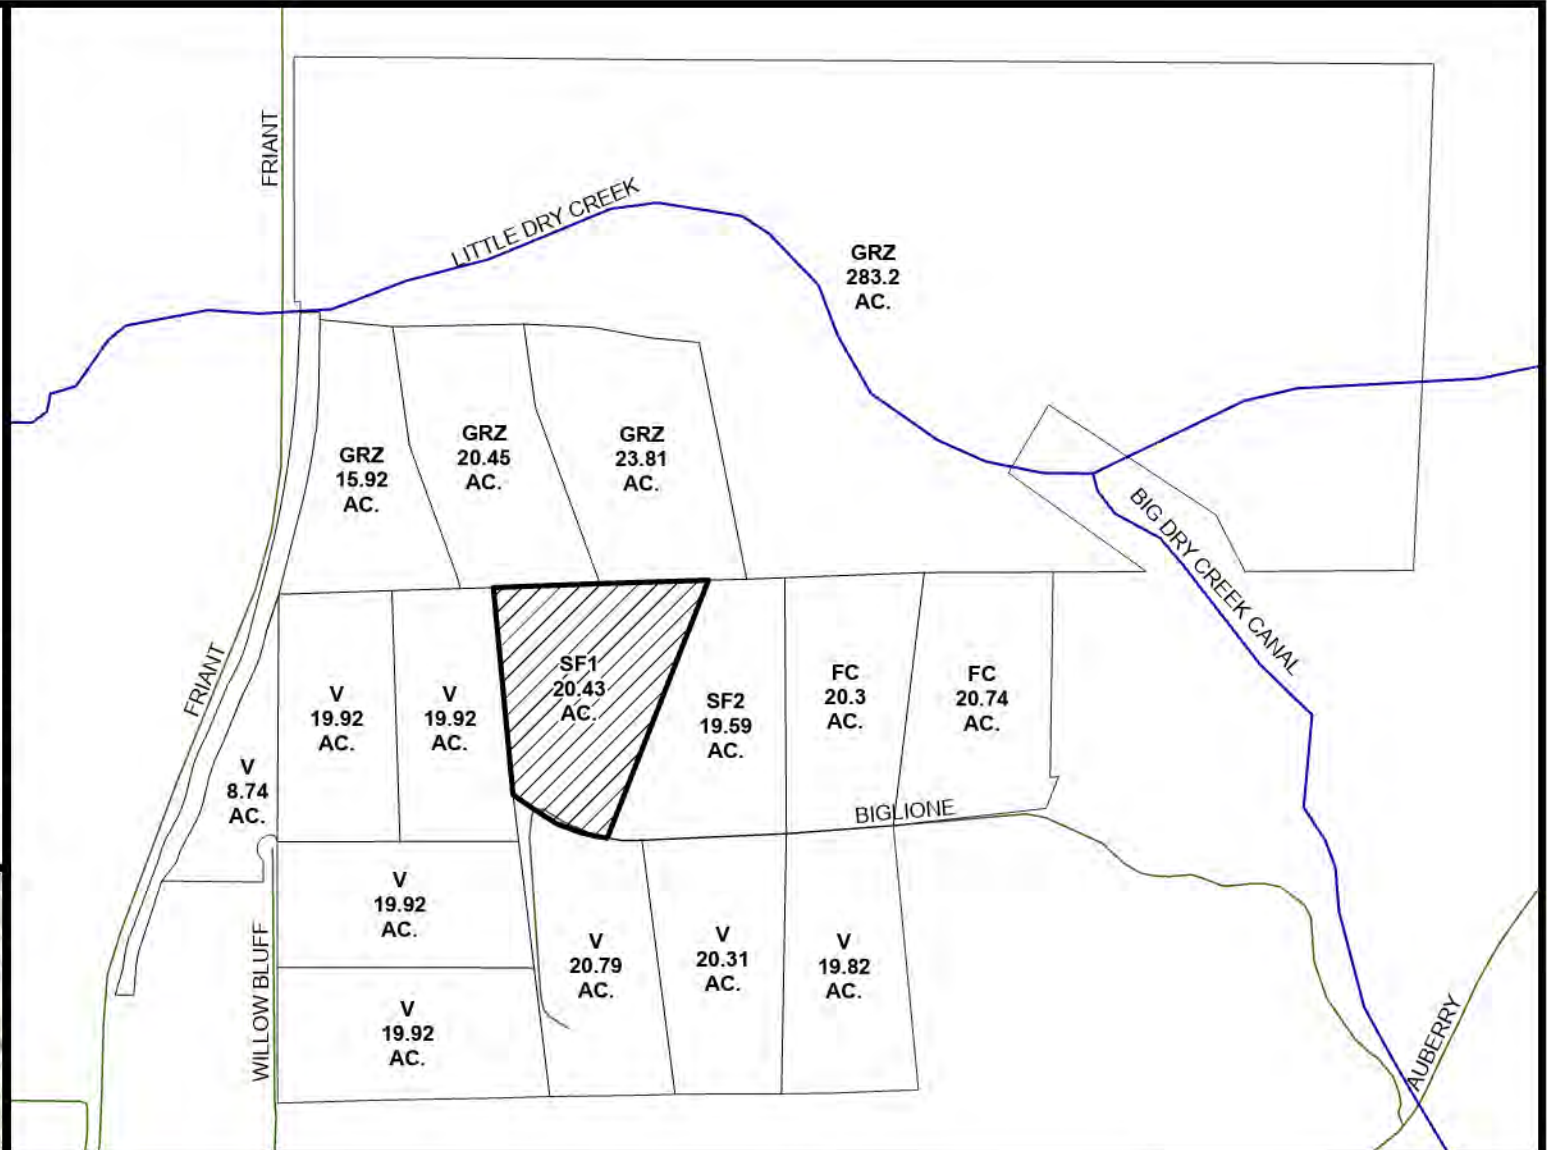 FRIANT
LITTLE DRY CREEK
GRZ
283.2
AC.
GRZ
15.92
AC.
GRZ
20.45
AC.
GRZ
23.81
AC.
BIG DRY CREEK CANAL
FRIANT
V
19.92
AC.
V
19.92
AC.
SF1
20.43
AC.
SF2
19.59
AC.
FC
20.3
AC.
FC
20.74
AC.
V
8.74
AC.
BIGLIONE
V
19.92
AC.
WILLOW BLUFF
V
20.79
AC.
V
20.31
AC.
V
19.82
AC.
V
19.92
AC.
AUBERRY